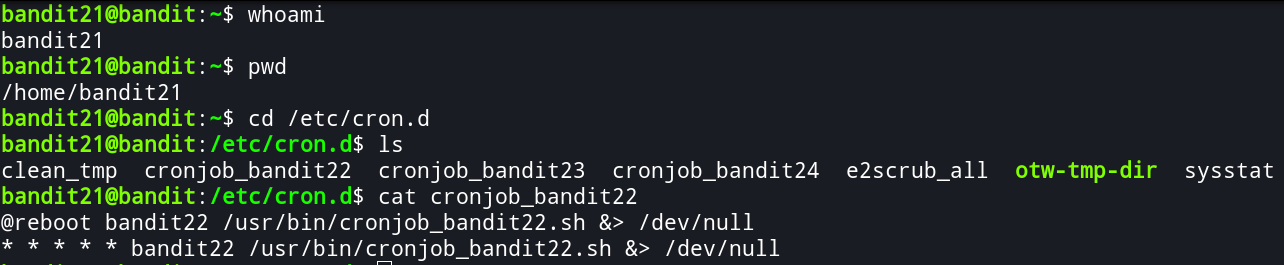 bandit21@bandit:~$ whoami
bandit21
bandit21@bandit:~$ pwd
/home/bandit21
bandit21@bandit:~$ cd /etc/cron.d
bandit21@bandit:/etc/cron.d$ ls
clean_tmp  cronjob_bandit22  cronjob_bandit23  cronjob_bandit24  e2scrub_all  otw-tmp-dir  sysstat
bandit21@bandit:/etc/cron.d$ cat cronjob_bandit22
@reboot bandit22 /usr/bin/cronjob_bandit22.sh &> /dev/null
* * * * * bandit22 /usr/bin/cronjob_bandit22.sh &> /dev/null